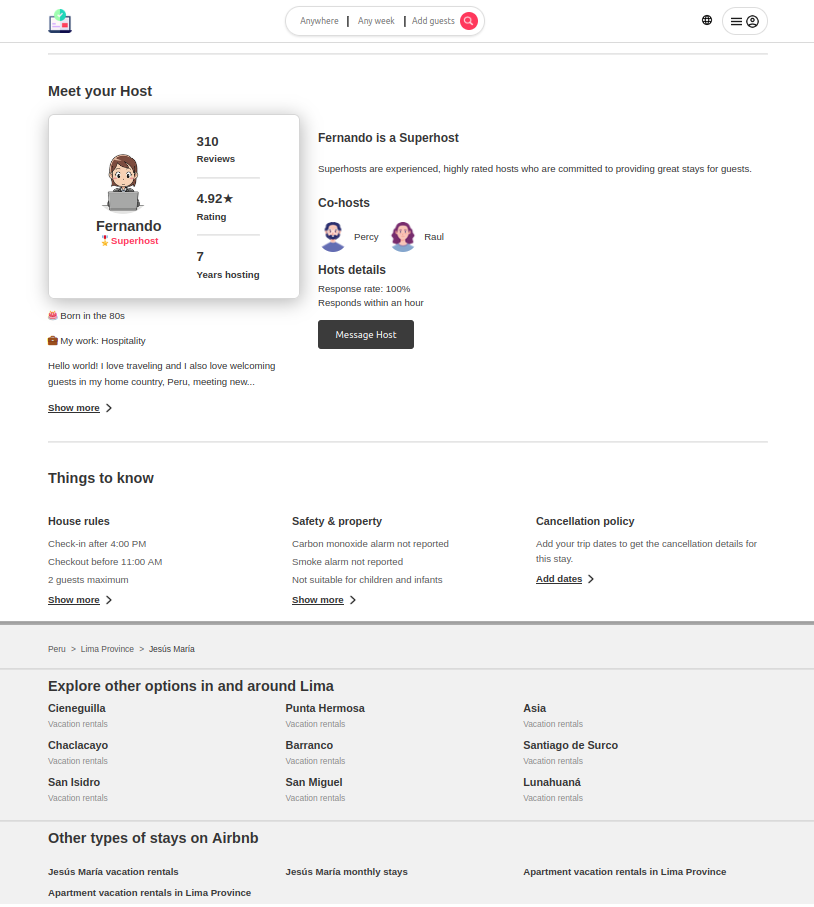 Anywhere | Any week | Add guests
Meet your Host
310
Reviews
4.92★
Rating
7
Years hosting
Fernando
Superhost
Born in the 80s
My work: Hospitality
Hello world! I love traveling and I also love welcoming
guests in my home country, Peru, meeting new...
Show more
Fernando is a Superhost
Superhosts are experienced, highly rated hosts who are committed to providing great stays for guests.
Co-hosts
Percy
Raul
Hots details
Response rate: 100%
Responds within an hour
Message Host
Things to know
House rules
Check-in after 4:00 PM
Checkout before 11:00 AM
2 guests maximum
Show more
Safety & property
Carbon monoxide alarm not reported
Smoke alarm not reported
Not suitable for children and infants
Show more
Cancellation policy
Add your trip dates to get the cancellation details for
this stay.
Add dates
Peru > Lima Province > Jesús María
Explore other options in and around Lima
Cieneguilla
Vacation rentals
Punta Hermosa
Vacation rentals
Asia
Vacation rentals
Chaclacayo
Vacation rentals
Barranco
Vacation rentals
Santiago de Surco
Vacation rentals
San Isidro
Vacation rentals
San Miguel
Vacation rentals
Lunahuaná
Vacation rentals
Other types of stays on Airbnb
Jesús María vacation rentals
Jesús María monthly stays
Apartment vacation rentals in Lima Province
Apartment vacation rentals in Lima Province